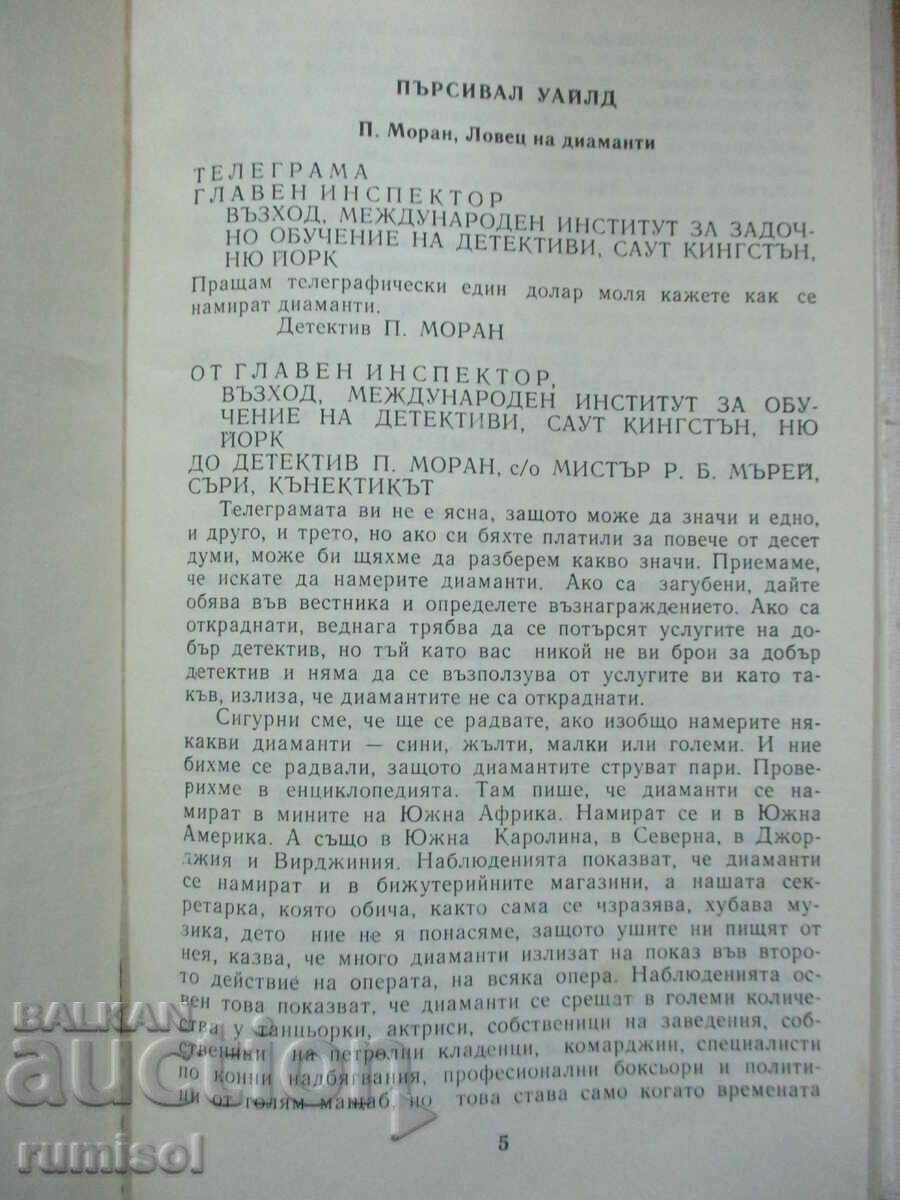 ПЪРСИВАЛ УАЙЛД
П. Моран, Ловец на диаманти
ТЕЛЕГРАМА
ГЛАВЕН ИНСПЕКТОР
ВЪЗХОД, МЕЖДУНАРОДЕН ИНСТИТУТ ЗА ЗАДОЧ-
НО ОБУЧЕНИЕ НА ДЕТЕКТИВИ, САУТ КИНГСТЪН,
НЮ ЙОРК
Пращам телеграфически един долар моля кажете как се
намират диаманти.
Детектив П. МОРАН
ОТ ГЛАВЕН ИНСПЕКТОР,
ВЪЗХОД, МЕЖДУНАРОДЕН ИНСТИТУТ ЗА ОБУ-
ЧЕНИЕ НА ДЕТЕКТИВИ, САУТ КИНГСТЪН, НЮ
ЙОРК
ДО ДЕТЕКТИВ П. МОРАН, с/о МИСТЪР Р. Б. МЪРЕЙ,
СЪРИ, КЪНЕКТИКЪТ
Телеграмата ви не е ясна, защото може да значи и едно,
и друго, и трето, но ако си бяхте платили за повече от десет
думи, може би щяхме да разберем какво значи. Приемаме,
че искате да намерите диаманти. Ако са загубени, дайте
обява във вестника и определете възнаграждението. Ако са
откраднати, веднага трябва да се потърсят услугите на до-
бър детектив, но тъй като вас никой не ви брои за добър
детектив и няма да се възползува от услугите ви като та-
къв, излиза, че диамантите не са откраднати.
Сигурни сме, че ще се радвате, ако изобщо намерите ня-
какви диаманти — сини, жълти, малки или големи. И ние
бихме се радвали, защото диамантите струват пари. Прове-
рихме в енциклопедията. Там пише, че диаманти се на-
мират в мините на Южна Африка. Намират се и в Южна
Америка. А също в Южна Каролина, в Северна, в Джор-
джия и Вирджиния. Наблюденията показват, че диаманти
се намират и в бижутерийните магазини, а нашата сек-
ретарка, която обича, както сама се чзразява, хубава му-
зика, дето ние не я понасяме, защото ушите ни пищят от
нея, казва, че много диаманти излизат на показ във второ-
то действие на операта, на всяка опера. Наблюденията ос-
вен това показват, че диаманти се срещат в големи количе-
ства у танцьорки, актриси, собственици на заведения, соб-
ственици на петролни кладенци, комарджии, специалисти
по конни надбягвания, професионални боксьори и полити-
ци от голям мащаб, но това става само когато времената
5
BALKAN
auction
rumisol